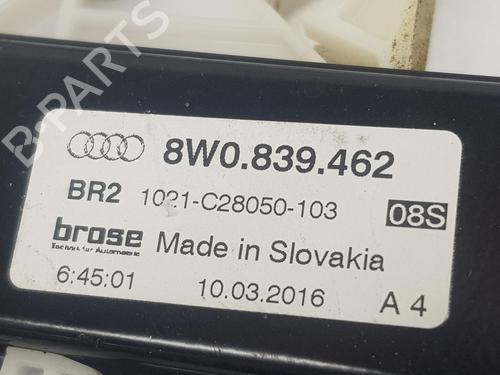 B-PARTS
8W0.839.462
BR2 1021-C28050-103 08S
brose Made in Slovakia
6:45:01 10.03.2016 A 4